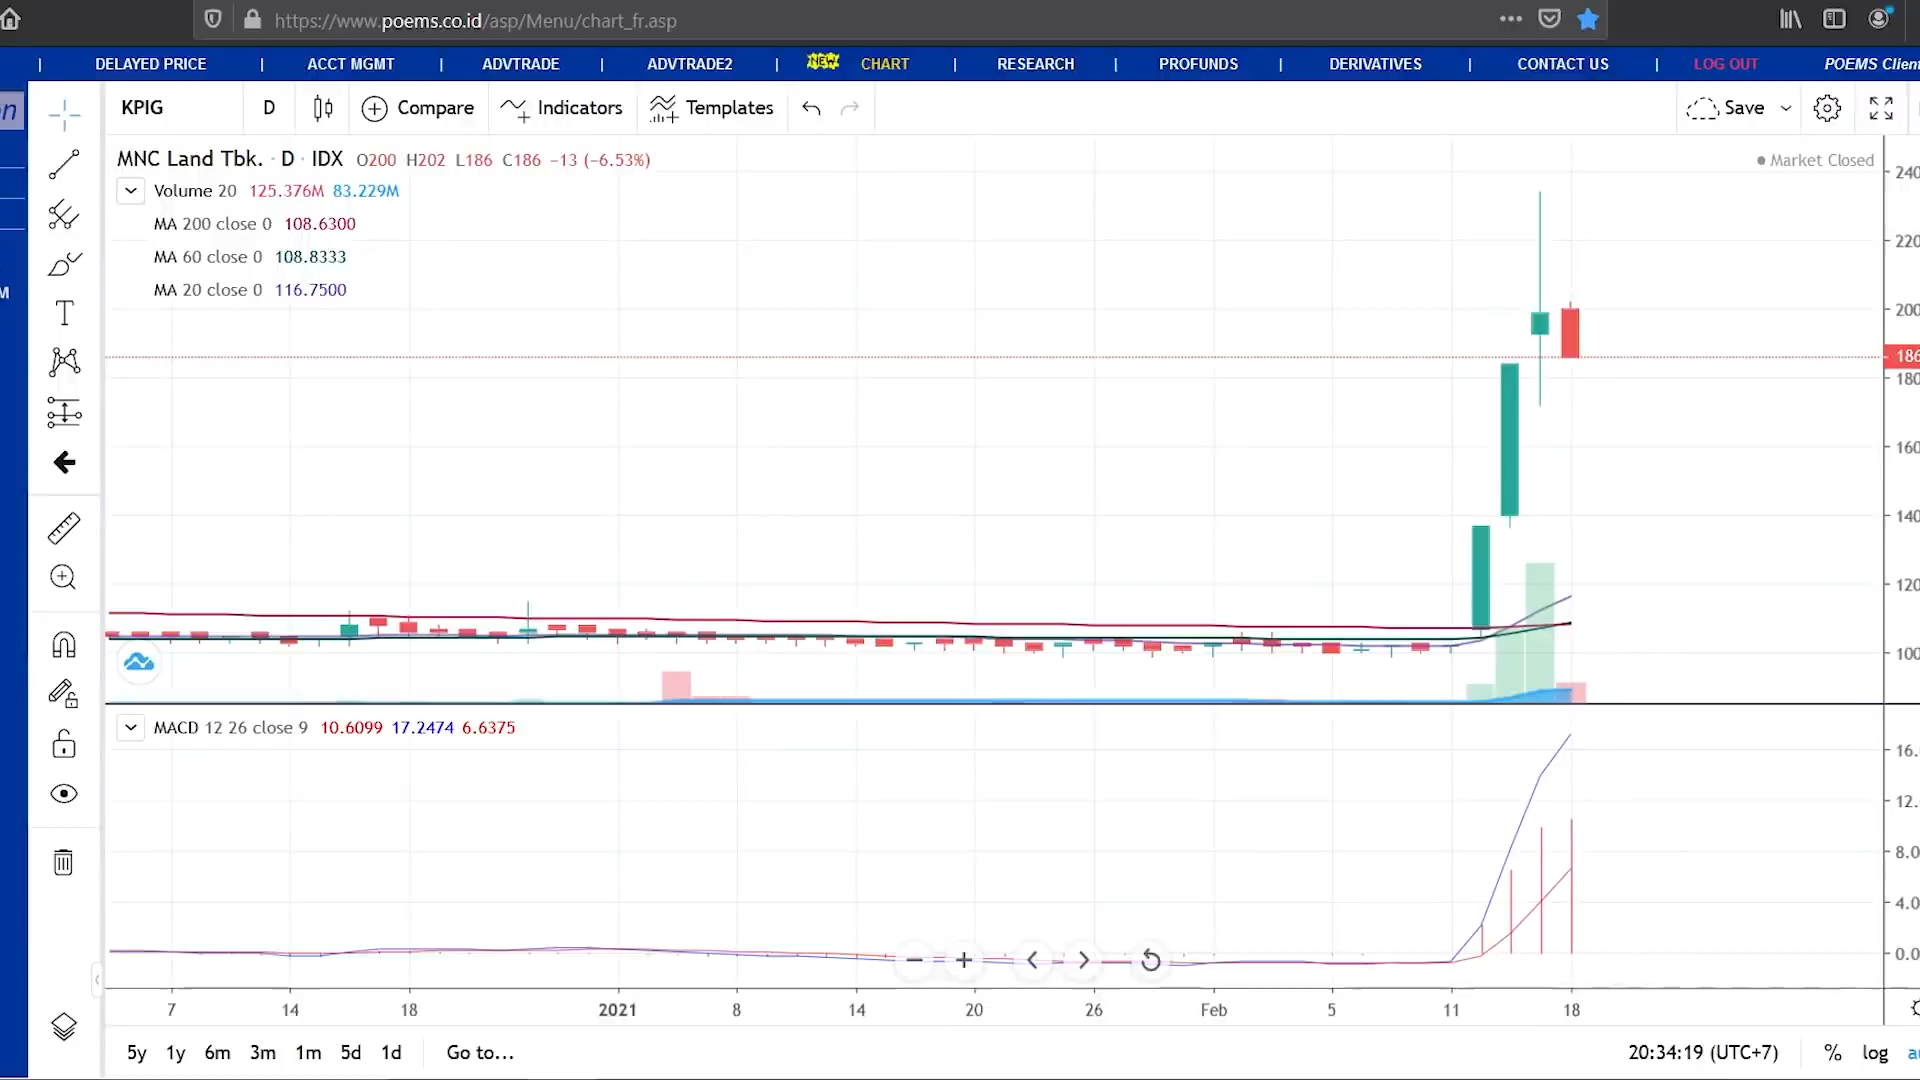 https://www.poems.co.id/asp/Menu/chart_fr.asp
| DELAYED PRICE | ACCT MGMT | ADVTRADE | ADVTRADE2 | NEW CHART | RESEARCH | PROFUNDS | DERIVATIVES | CONTACT US | LOG OUT POEMS Client
on
M
KPIG D Compare Indicators Templates Save
MNC Land Tbk. · D · IDX O200 H202 L186 C186 −13 (−6.53%)
Market Closed
Volume 20 125.376M 83.229M
MA 200 close 0 108.6300
MA 60 close 0 108.8333
MA 20 close 0 116.7500
240
220
200
186
180
160
140
120
100
MACD 12 26 close 9 10.6099 17.2474 6.6375
16.
12.
8.0
4.0
0.0
7 14 18 2021 8 14 20 26 Feb 5 11 18
5y 1y 6m 3m 1m 5d 1d Go to... 20:34:19 (UTC+7) % log